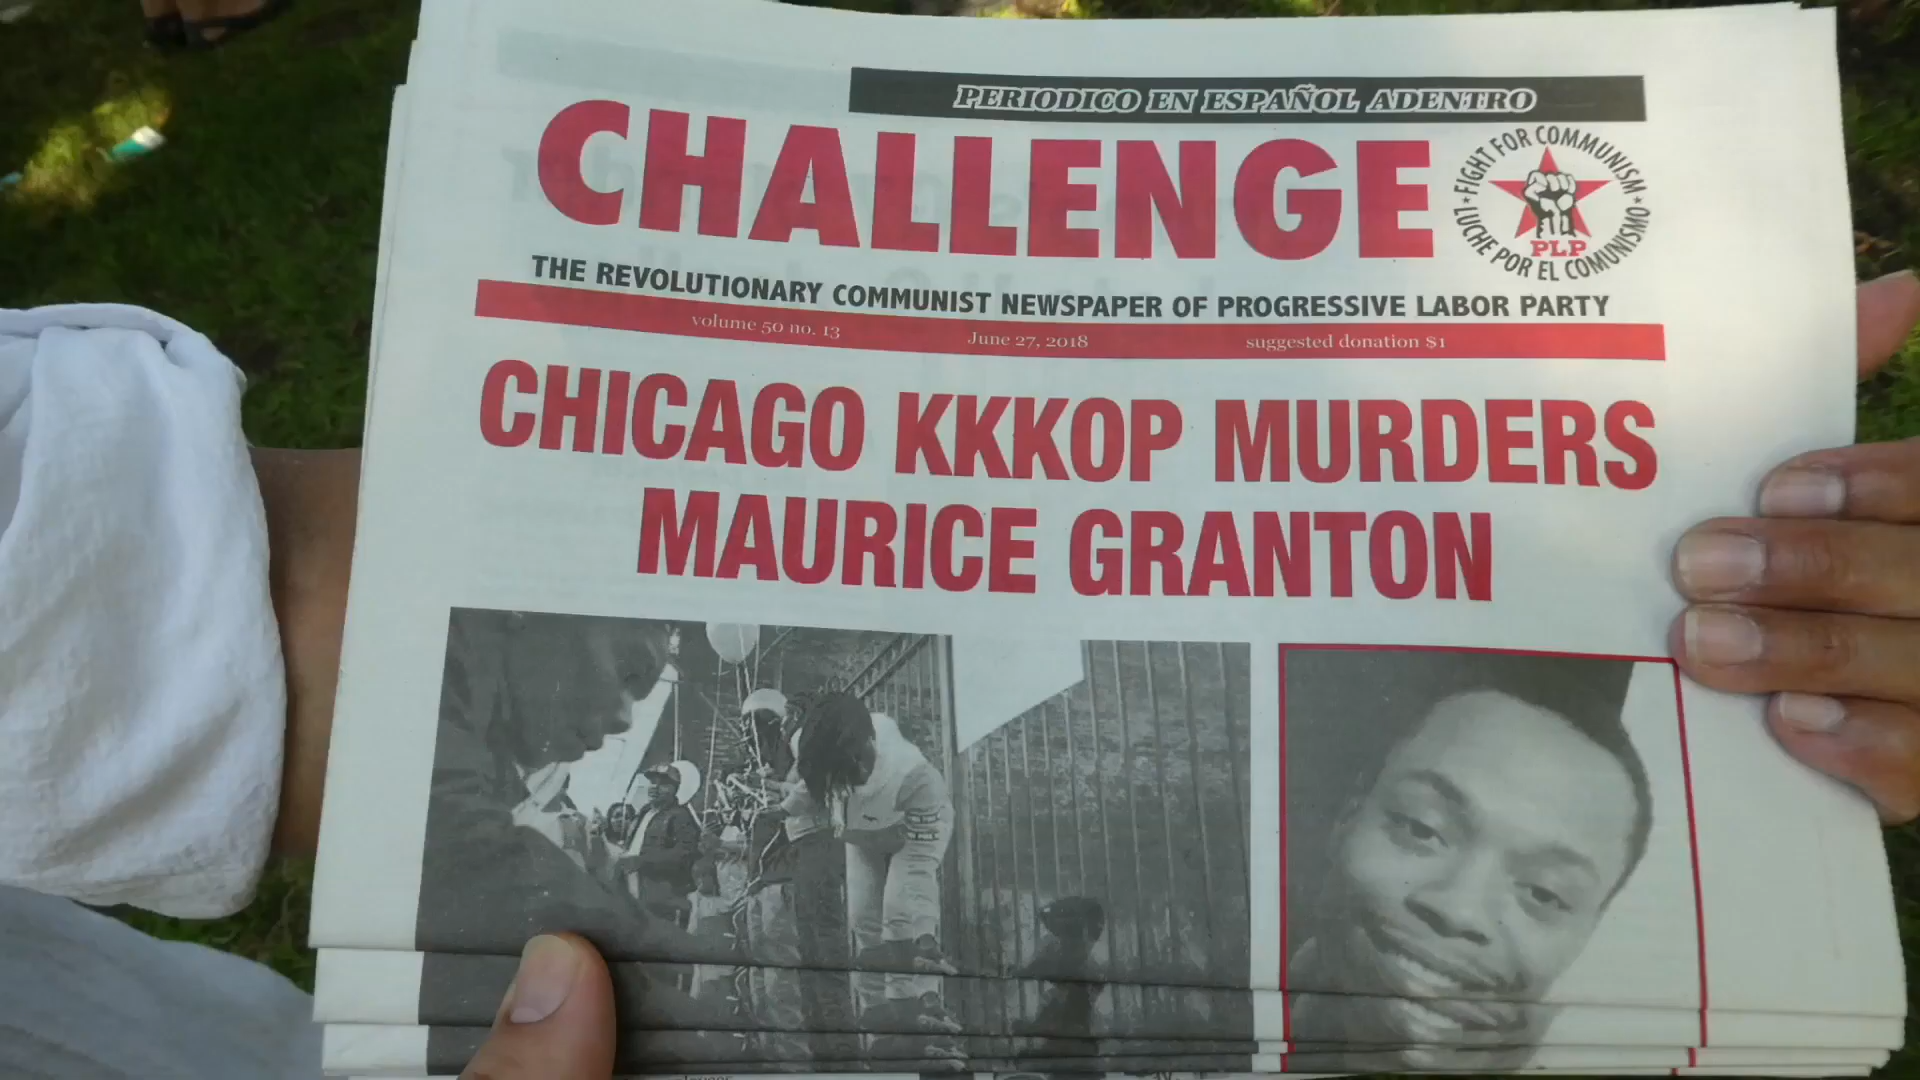 PERIODICO EN ESPAÑOL ADENTRO
CHALLENGE
FIGHT FOR COMMUNISM
LUCHE POR EL COMUNISMO
PLP
THE REVOLUTIONARY COMMUNIST NEWSPAPER OF PROGRESSIVE LABOR PARTY
volume 50 no. 13 June 27, 2018 suggested donation $1
CHICAGO KKKOP MURDERS
MAURICE GRANTON